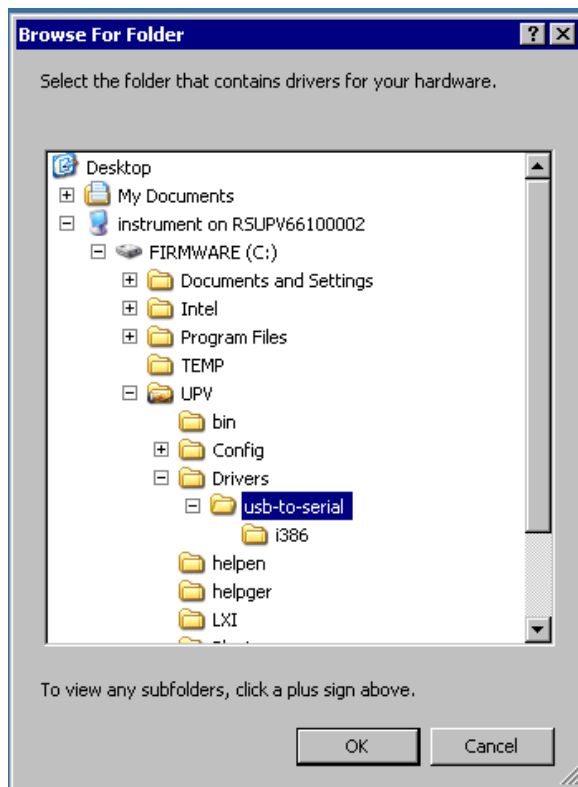 Browse For Folder
Select the folder that contains drivers for your hardware.
Desktop
My Documents
instrument on RSUPV66100002
FIRMWARE (C:)
Documents and Settings
Intel
Program Files
TEMP
UPV
bin
Config
Drivers
usb-to-serial
i386
helpen
helpger
LXI
To view any subfolders, click a plus sign above.
OK Cancel